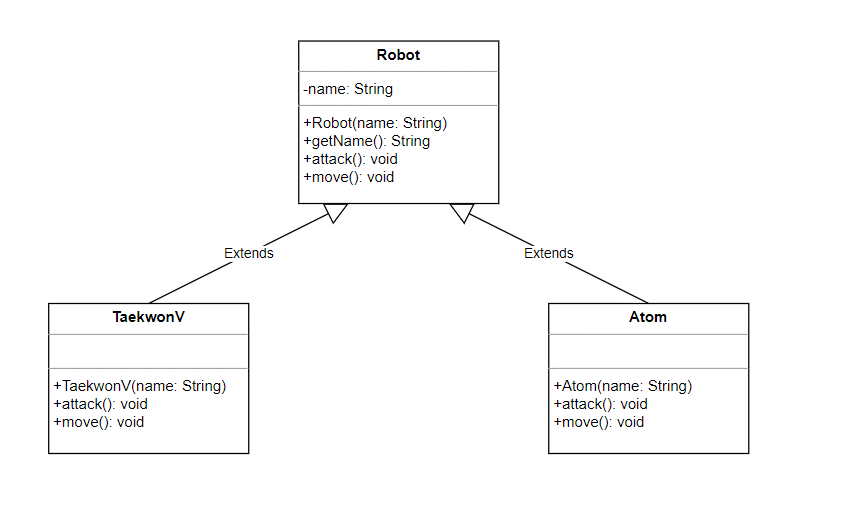 Robot
-name: String
+Robot(name: String)
+getName(): String
+attack(): void
+move(): void
Extends
Extends
TaekwonV
+TaekwonV(name: String)
+attack(): void
+move(): void
Atom
+Atom(name: String)
+attack(): void
+move(): void